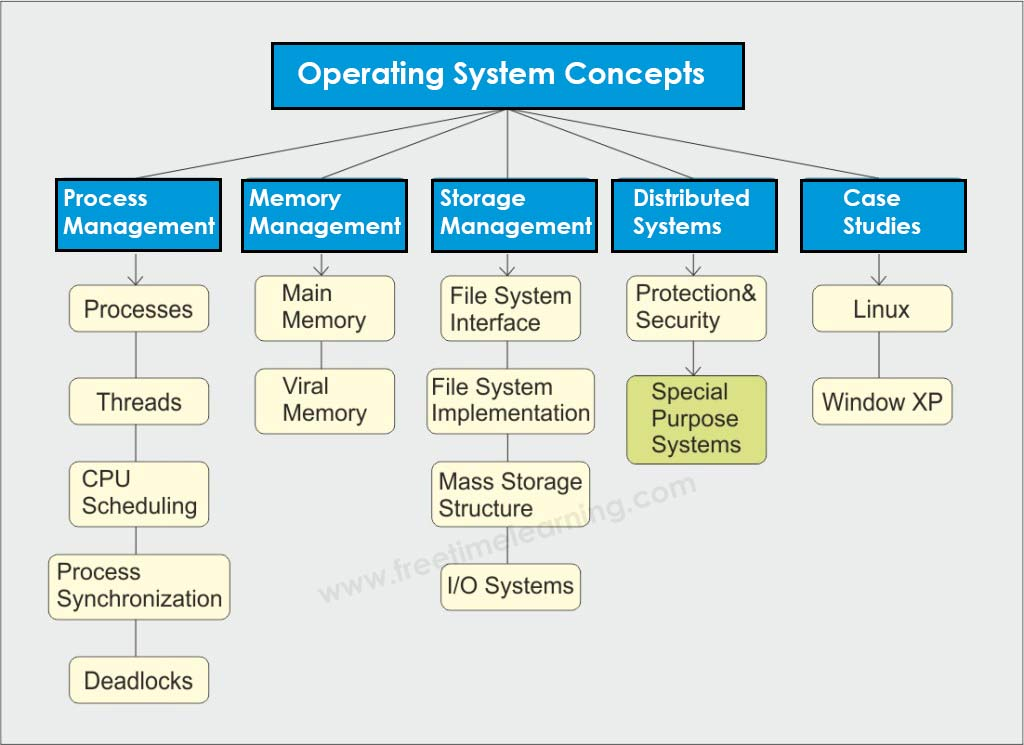 Operating System Concepts
Process
Management
Processes
Threads
CPU
Scheduling
Process
Synchronization
Deadlocks
Memory
Management
Main
Memory
Viral
Memory
Storage
Management
File System
Interface
File System
Implementation
Mass Storage
Structure
I/O Systems
Distributed
Systems
Protection&
Security
Special
Purpose
Systems
Case
Studies
Linux
Window XP
www.freetimelearning.com